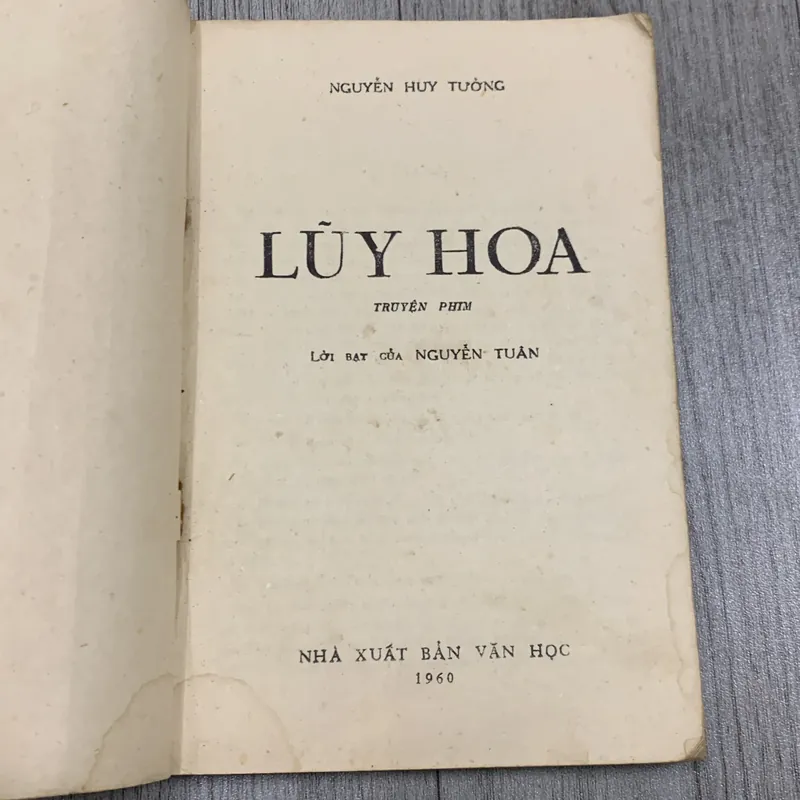 NGUYỄN HUY TƯỞNG
LŨY HOA
TRUYỆN PHIM
LỜI BẠT CỦA NGUYỄN TUÂN
NHÀ XUẤT BẢN VĂN HỌC
1960